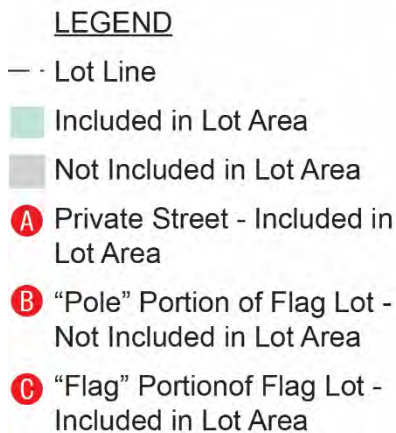 LEGEND
Lot Line
Included in Lot Area
Not Included in Lot Area
A Private Street - Included in
Lot Area
B “Pole” Portion of Flag Lot -
Not Included in Lot Area
C “Flag” Portionof Flag Lot -
Included in Lot Area